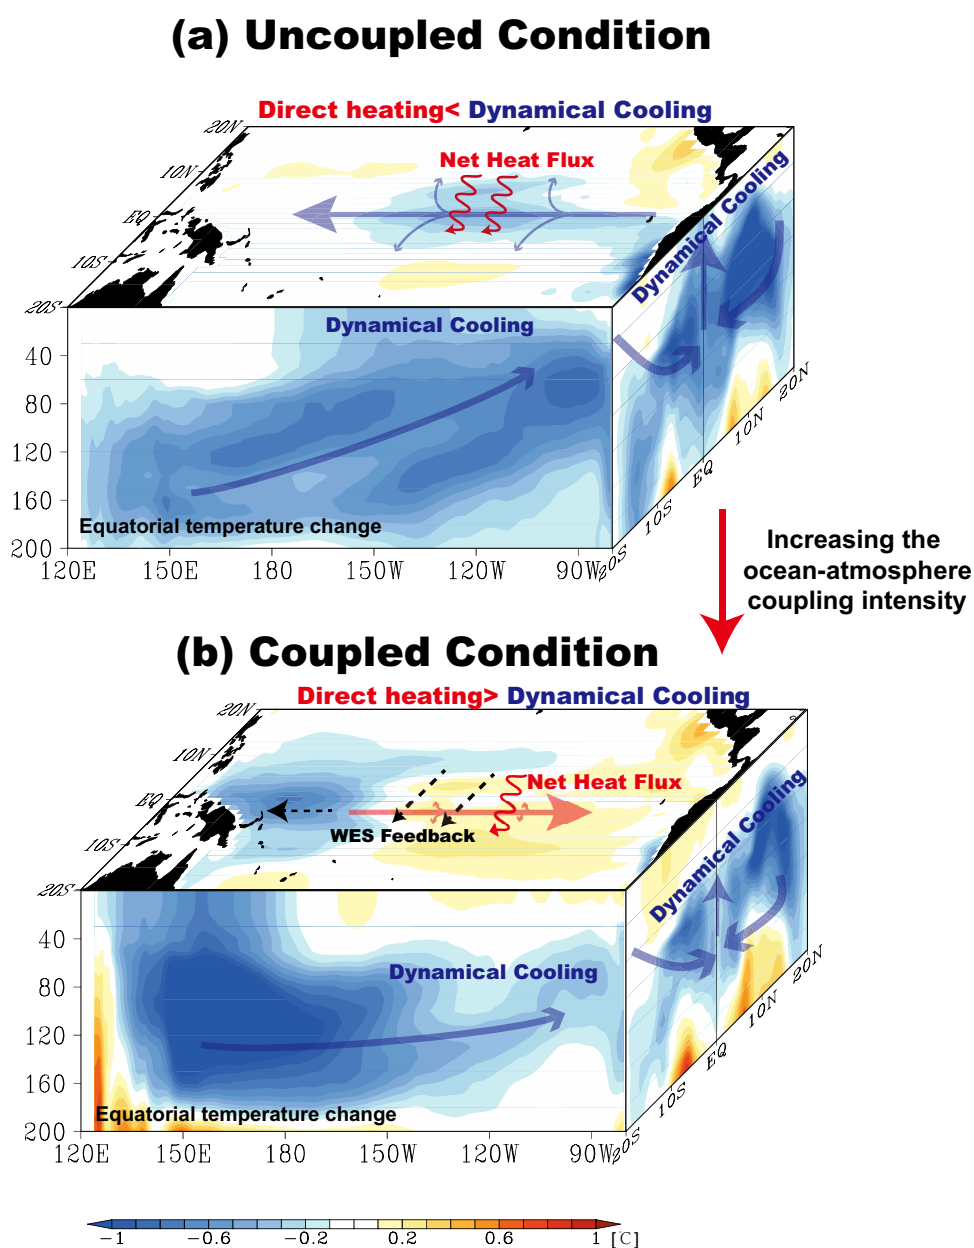 (a) Uncoupled Condition
Direct heating< Dynamical Cooling
20N
10N
EQ
10S
20S
Net Heat Flux
Dynamical Cooling
Dynamical Cooling
40
80
120
160
200
Equatorial temperature change
120E 150E 180 150W 120W 90W
20S
10S
EQ
10N
20N
Increasing the
ocean-atmosphere
coupling intensity
(b) Coupled Condition
Direct heating> Dynamical Cooling
20N
10N
EQ
10S
20S
Net Heat Flux
WES Feedback
Dynamical Cooling
Dynamical Cooling
40
80
120
160
200
Equatorial temperature change
120E 150E 180 150W 120W 90W
20S
10S
EQ
10N
20N
−1 −0.6 −0.2 0.2 0.6 1 [C]